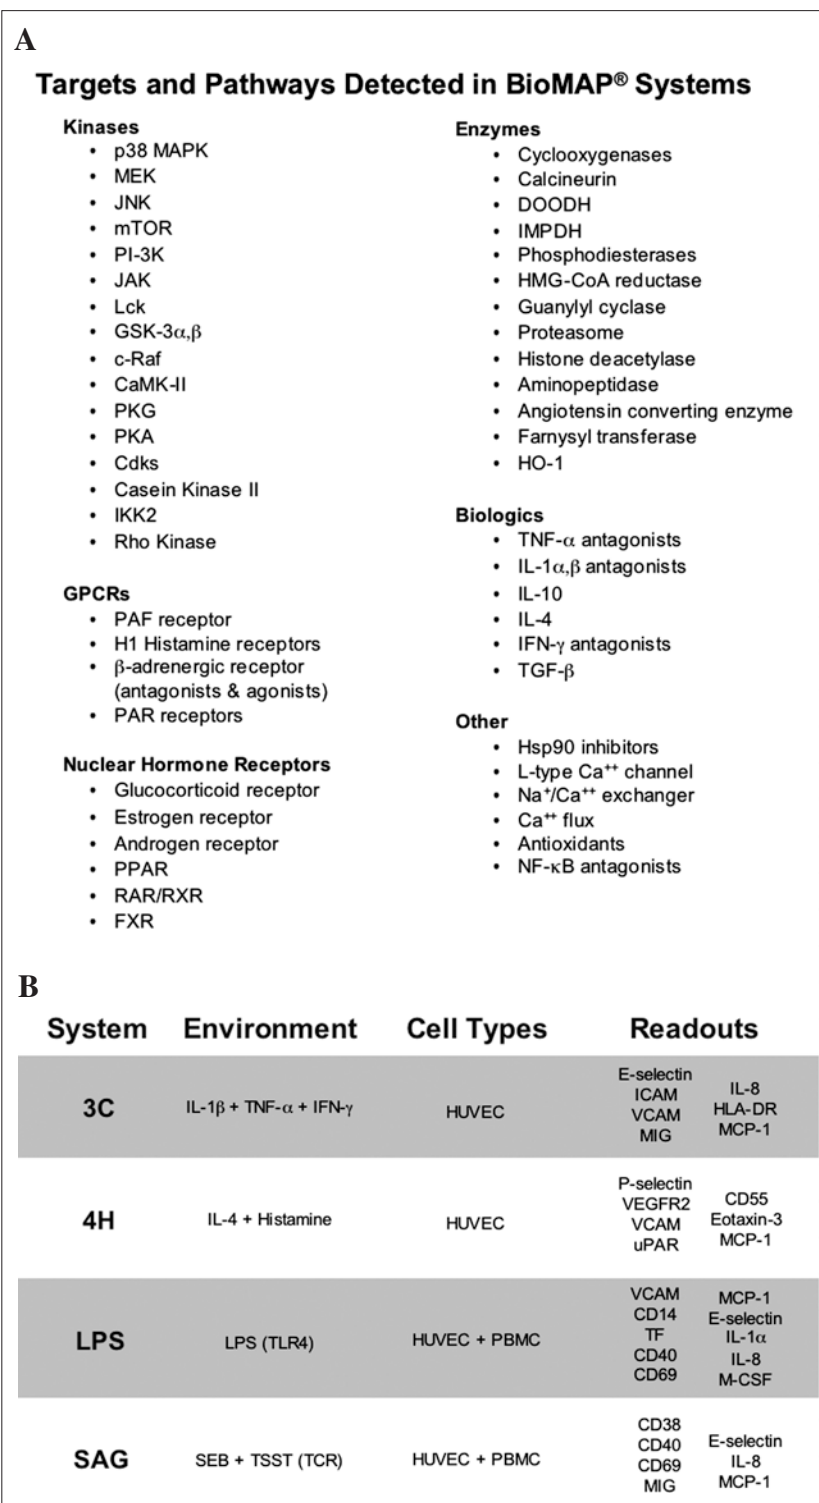 A
Targets and Pathways Detected in BioMAP® Systems
Kinases
• p38 MAPK
• MEK
• JNK
• mTOR
• PI-3K
• JAK
• Lck
• GSK-3α,β
• c-Raf
• CaMK-II
• PKG
• PKA
• Cdks
• Casein Kinase II
• IKK2
• Rho Kinase
GPCRs
• PAF receptor
• H1 Histamine receptors
• β-adrenergic receptor
(antagonists & agonists)
• PAR receptors
Nuclear Hormone Receptors
• Glucocorticoid receptor
• Estrogen receptor
• Androgen receptor
• PPAR
• RAR/RXR
• FXR
Enzymes
• Cyclooxygenases
• Calcineurin
• DOODH
• IMPDH
• Phosphodiesterases
• HMG-CoA reductase
• Guanylyl cyclase
• Proteasome
• Histone deacetylase
• Aminopeptidase
• Angiotensin converting enzyme
• Farnysyl transferase
• HO-1
Biologics
• TNF-α antagonists
• IL-1α,β antagonists
• IL-10
• IL-4
• IFN-γ antagonists
• TGF-β
Other
• Hsp90 inhibitors
• L-type Ca⁺⁺ channel
• Na⁺/Ca⁺⁺ exchanger
• Ca⁺⁺ flux
• Antioxidants
• NF-κB antagonists
B
System Environment Cell Types Readouts
3C
IL-1β + TNF-α + IFN-γ
HUVEC
E-selectin
ICAM
VCAM
MIG
IL-8
HLA-DR
MCP-1
4H
IL-4 + Histamine
HUVEC
P-selectin
VEGFR2
VCAM
uPAR
CD55
Eotaxin-3
MCP-1
LPS
LPS (TLR4)
HUVEC + PBMC
VCAM
CD14
TF
CD40
CD69
MCP-1
E-selectin
IL-1α
IL-8
M-CSF
SAG
SEB + TSST (TCR)
HUVEC + PBMC
CD38
CD40
CD69
MIG
E-selectin
IL-8
MCP-1